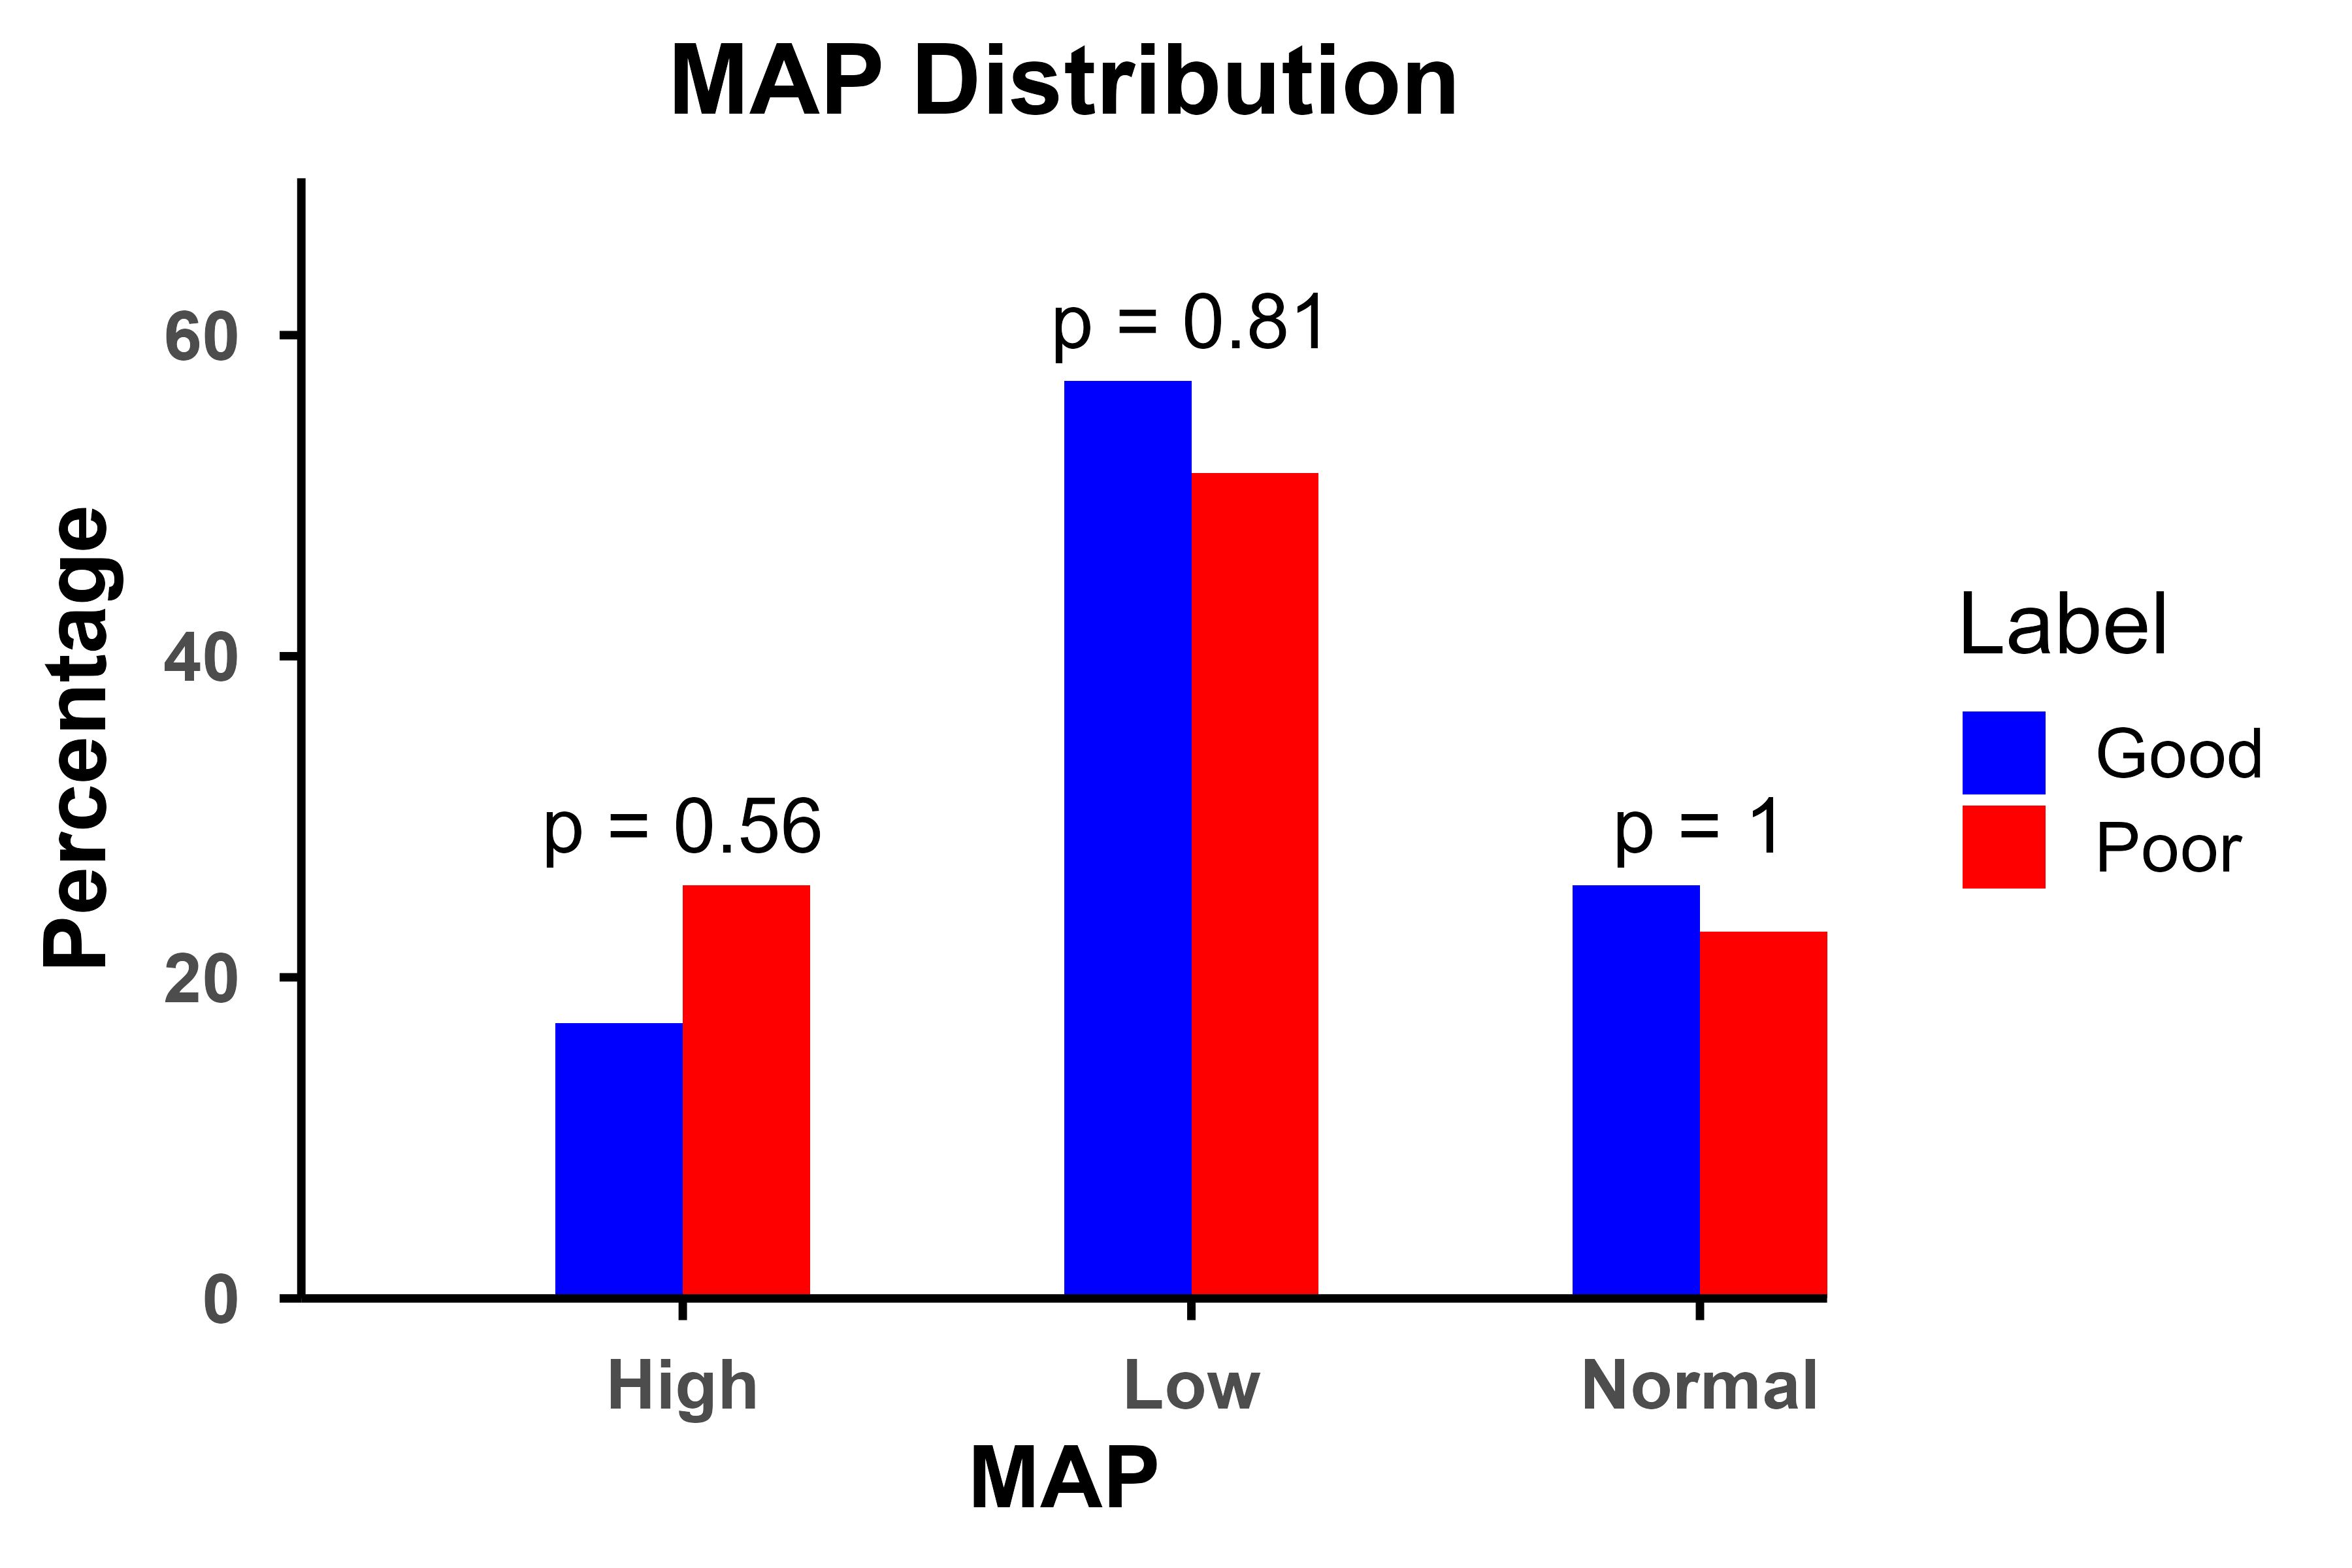 MAP Distribution
Percentage
60
40
20
0
p = 0.56
p = 0.81
p = 1
High
Low
Normal
MAP
Label
Good
Poor